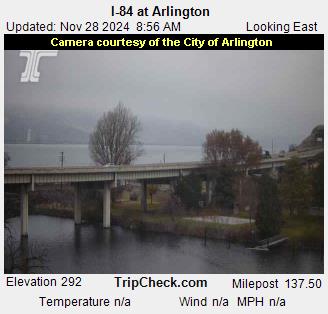 I-84 at Arlington
Updated: Nov 28 2024 8:56 AM Looking East
Camera courtesy of the City of Arlington
Elevation 292 TripCheck.com Milepost 137.50
Temperature n/a Wind n/a MPH n/a